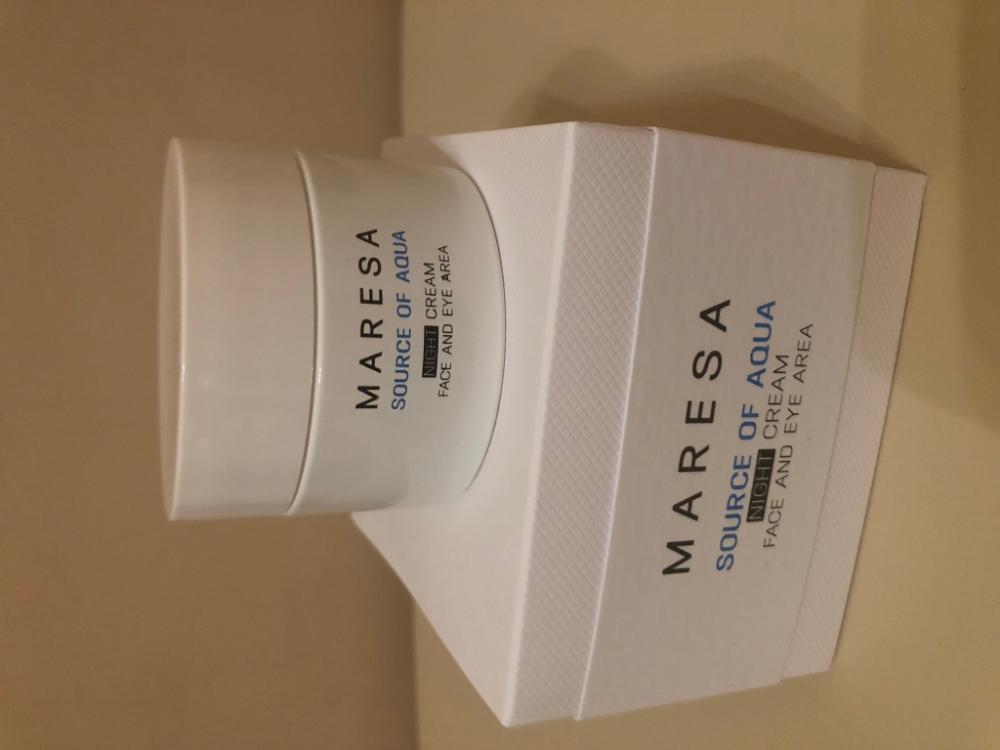 MARESA
SOURCE OF AQUA
NIGHT CREAM
FACE AND EYE AREA
MARESA
SOURCE OF AQUA
NIGHT CREAM
FACE AND EYE AREA